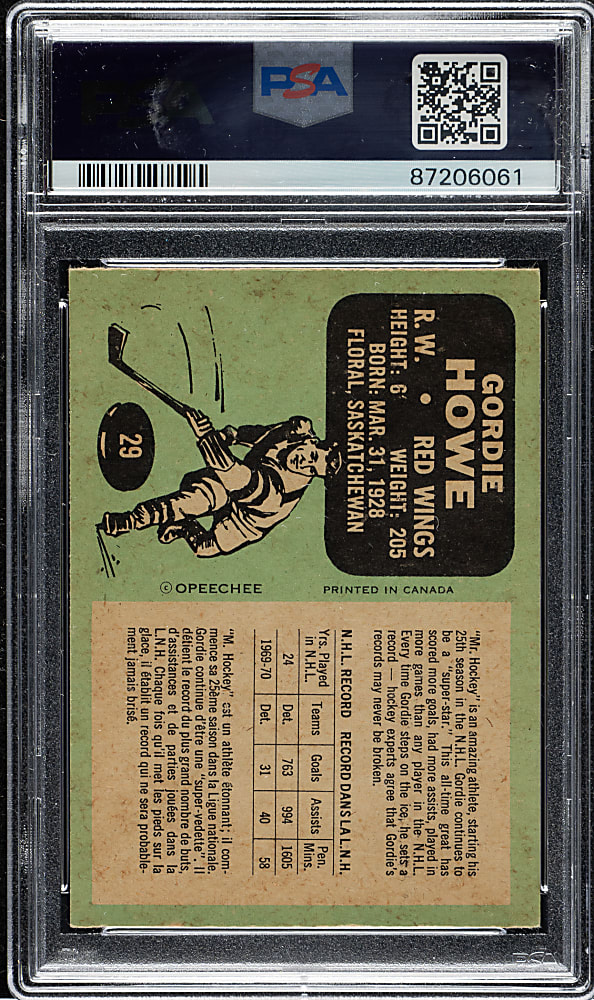 PSA
87206061
GORDIE
HOWE
R. W. • RED WINGS
HEIGHT: 6' WEIGHT: 205
BORN: MAR. 31, 1928
FLORAL, SASKATCHEWAN
29
© OPEECHEE
PRINTED IN CANADA
"Mr. Hockey" is an amazing athlete, starting his
25th season in the N.H.L. Gordie continues to
be a "super-star." This all-time great has
scored more goals, had more assists, played in
more games than any player in the N.H.L.
Every time Gordie steps on the ice, he sets a
record — hockey experts agree that Gordie's
records may never be broken.
N.H.L. RECORD RECORD DANS LA L.N.H.
Yrs. Played in N.H.L. Teams Goals Assists Pen. Mins.
24 Det. 763 994 1605
1969-70 Det. 31 40 58
"M. Hockey" est un athlète étonnant; il com-
mence sa 25ème saison dans la Ligue nationale.
Gordie continue d'être une "super-vedette". Il
détient le record du plus grand nombre de buts,
d'assistances et de parties jouées dans la
L.N.H. Chaque fois qu'il met les pieds sur la
glace, il établit un record qui ne sera probable-
ment jamais brisé.
PSA